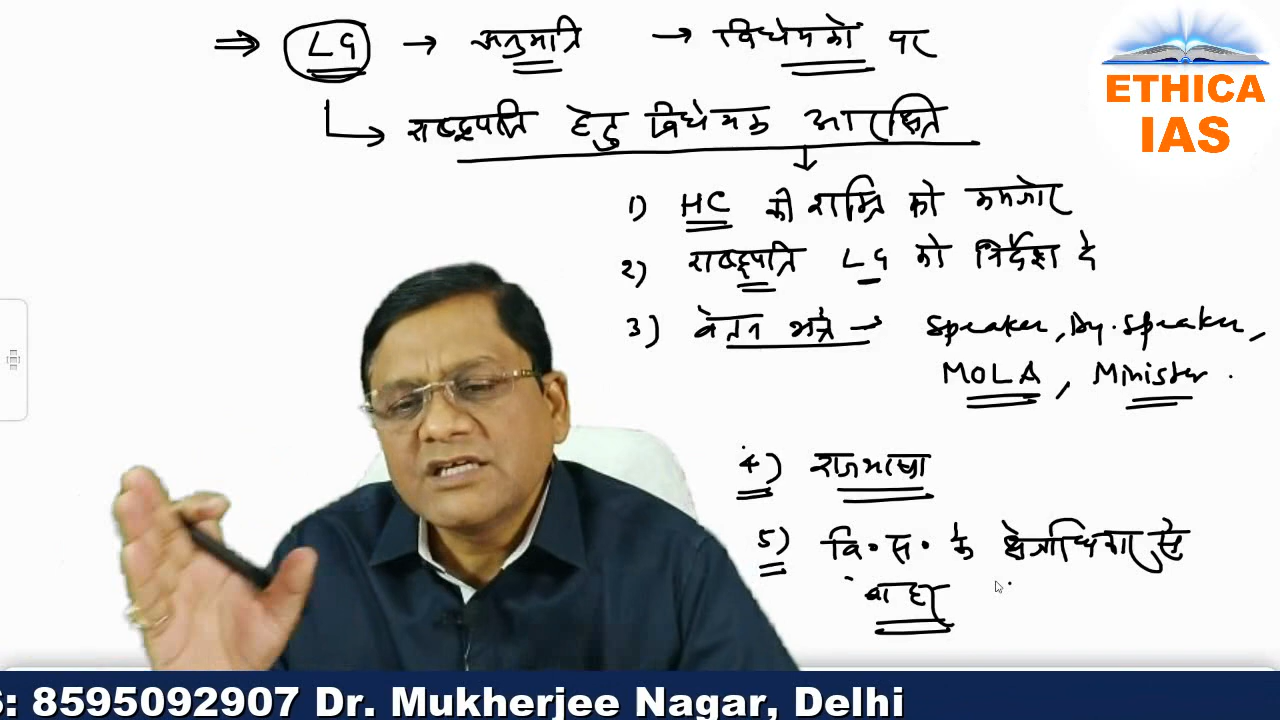 ⇒ LG → अनुमति → विधेयकों पर
ETHICA
IAS
राष्ट्रपति हेतु विधेयक आरक्षित
1) HC की शक्ति को कमजोर
2) राष्ट्रपति LG को निर्देश दे
3) वेतन भत्ते → Speaker, Dy. Speaker,
MOLA, Minister.
4) राजभाषा
5) वि॰ स॰ के क्षेत्राधिकार से
बाहर
: 8595092907 Dr. Mukherjee Nagar, Delhi